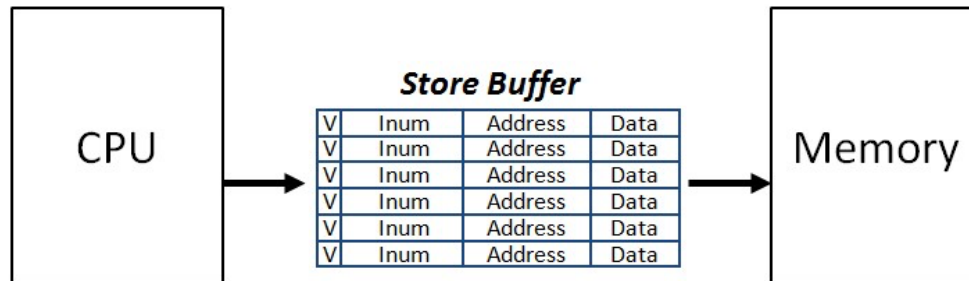 CPU
Store Buffer
V Inum Address Data
V Inum Address Data
V Inum Address Data
V Inum Address Data
V Inum Address Data
V Inum Address Data
Memory